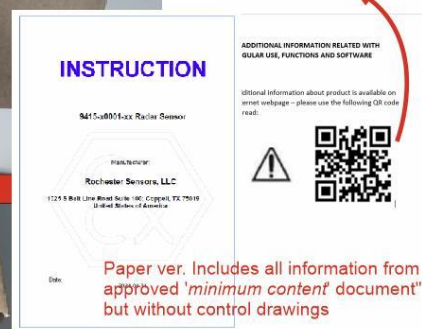 INSTRUCTION
9415-x0001-xx Radar Sensor
Manufacturer:
Rochester Sensors, LLC
1025 S Belt Line Road Suite 100; Coppell, TX 75019
United States of America
Date:
ADDITIONAL INFORMATION RELATED WITH
GULAR USE, FUNCTIONS AND SOFTWARE
ditional information about product is available on
ernet webpage – please use the following QR code
read:
Paper ver. Includes all information from
approved 'minimum content' document"
but without control drawings